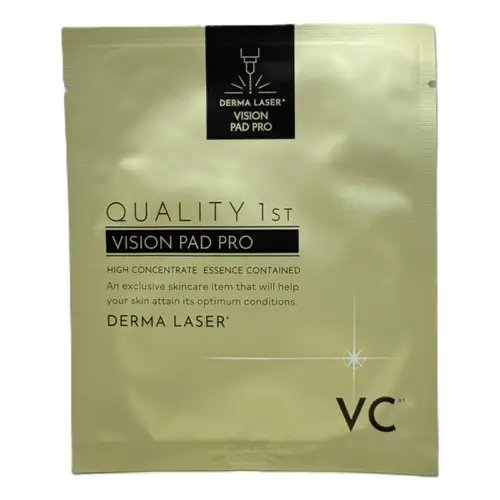 DERMA LASER*
VISION
PAD PRO
QUALITY 1ST
VISION PAD PRO
HIGH CONCENTRATE ESSENCE CONTAINED
An exclusive skincare item that will help
your skin attain its optimum conditions.
DERMA LASER*
VC